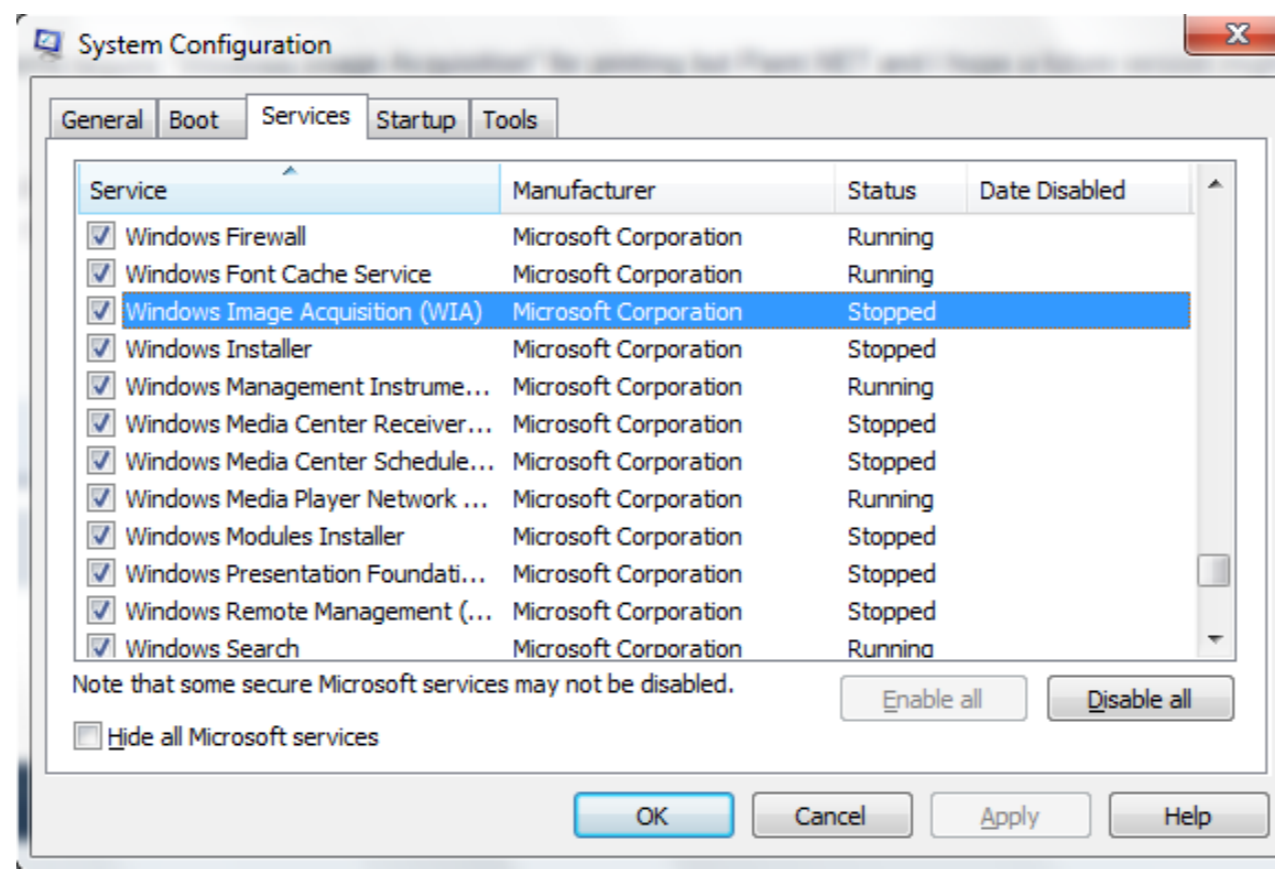 System Configuration
General Boot Services Startup Tools
Service Manufacturer Status Date Disabled
Windows Firewall Microsoft Corporation Running
Windows Font Cache Service Microsoft Corporation Running
Windows Image Acquisition (WIA) Microsoft Corporation Stopped
Windows Installer Microsoft Corporation Stopped
Windows Management Instrume... Microsoft Corporation Running
Windows Media Center Receiver... Microsoft Corporation Stopped
Windows Media Center Schedule... Microsoft Corporation Stopped
Windows Media Player Network ... Microsoft Corporation Running
Windows Modules Installer Microsoft Corporation Stopped
Windows Presentation Foundati... Microsoft Corporation Stopped
Windows Remote Management (... Microsoft Corporation Stopped
Windows Search Microsoft Corporation Running
Note that some secure Microsoft services may not be disabled.
Enable all Disable all
Hide all Microsoft services
OK Cancel Apply Help